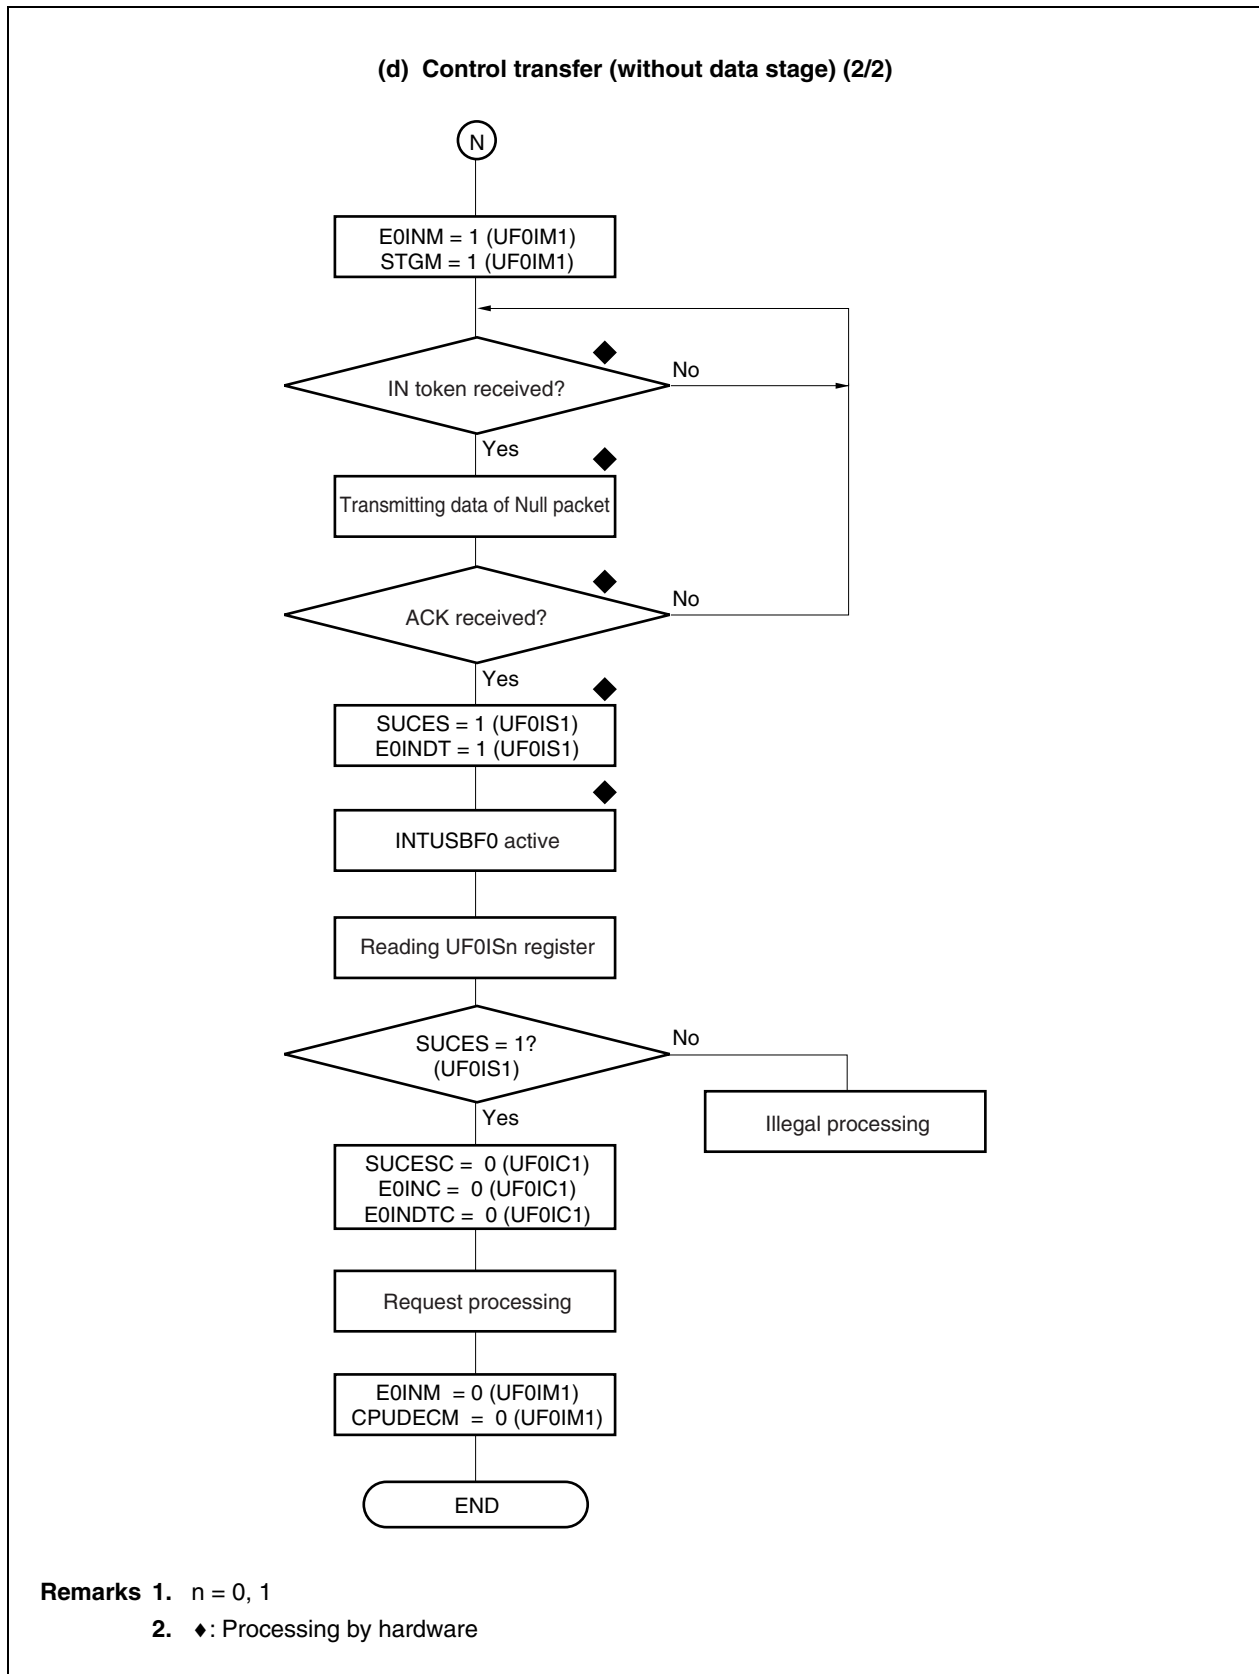 (d) Control transfer (without data stage) (2/2)
N
E0INM = 1 (UF0IM1)
STGM = 1 (UF0IM1)
IN token received?
No
Yes
Transmitting data of Null packet
ACK received?
No
Yes
SUCES = 1 (UF0IS1)
E0INDT = 1 (UF0IS1)
INTUSBF0 active
Reading UF0ISn register
SUCES = 1?
(UF0IS1)
No
Yes
Illegal processing
SUCESC = 0 (UF0IC1)
E0INC = 0 (UF0IC1)
E0INDTC = 0 (UF0IC1)
Request processing
E0INM = 0 (UF0IM1)
CPUDECM = 0 (UF0IM1)
END
Remarks 1. n = 0, 1
2. ♦: Processing by hardware